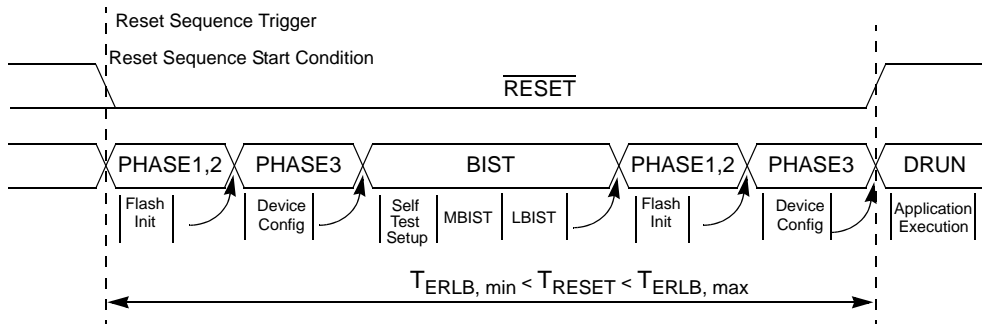 Reset Sequence Trigger
Reset Sequence Start Condition
RESET
PHASE1,2 PHASE3 BIST PHASE1,2 PHASE3 DRUN
Flash Init
Device Config
Self Test Setup
MBIST
LBIST
Flash Init
Device Config
Application Execution
TERLB, min < TRESET < TERLB, max